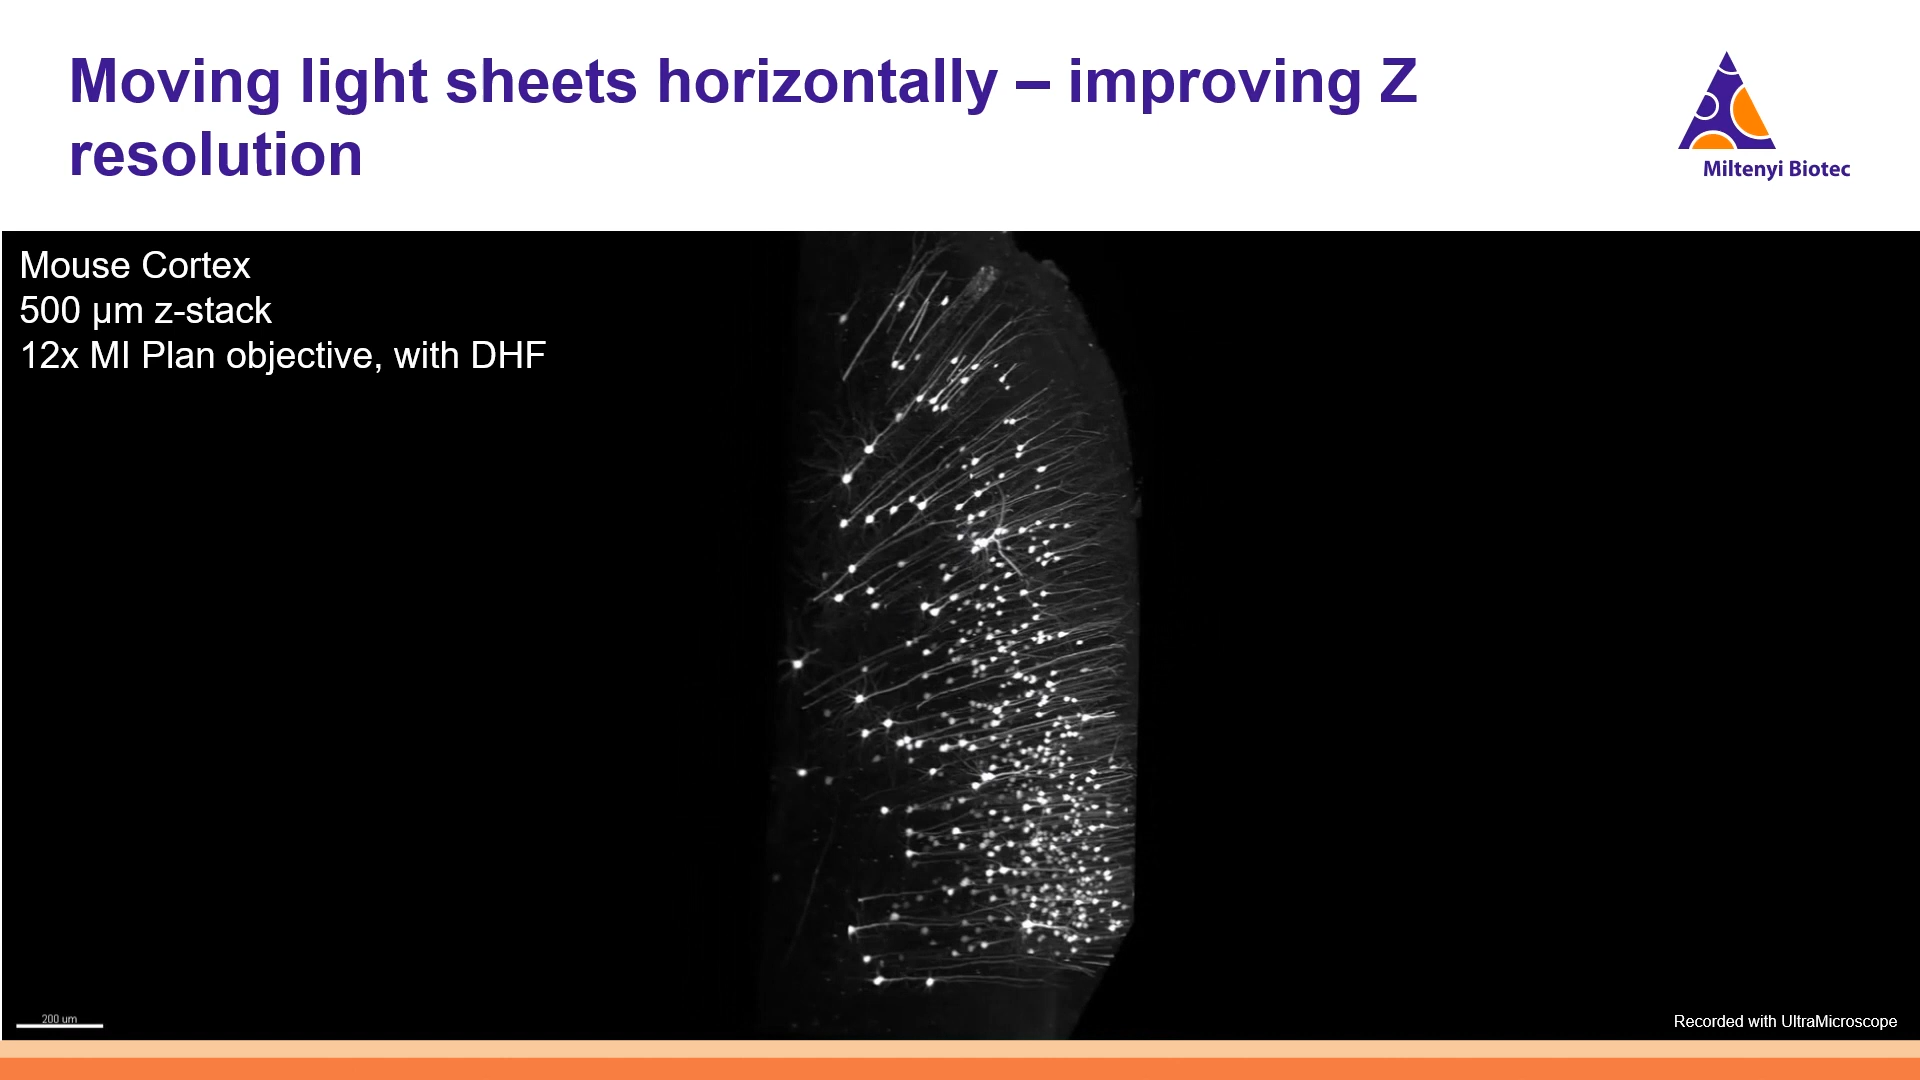 Moving light sheets horizontally – improving Z
resolution
Miltenyi Biotec
Mouse Cortex
500 µm z-stack
12x MI Plan objective, with DHF
200 um
Recorded with UltraMicroscope